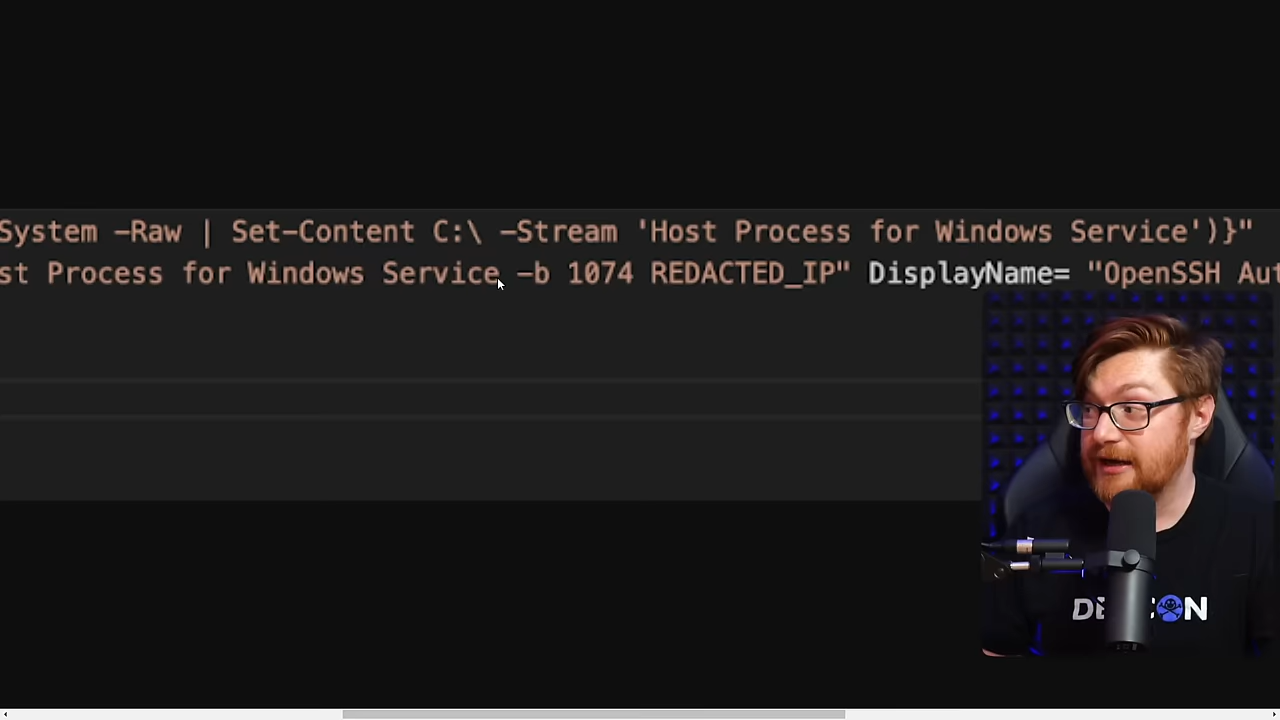 System -Raw | Set-Content C:\ -Stream 'Host Process for Windows Service')}"
st Process for Windows Service -b 1074 REDACTED_IP" DisplayName= "OpenSSH Aut